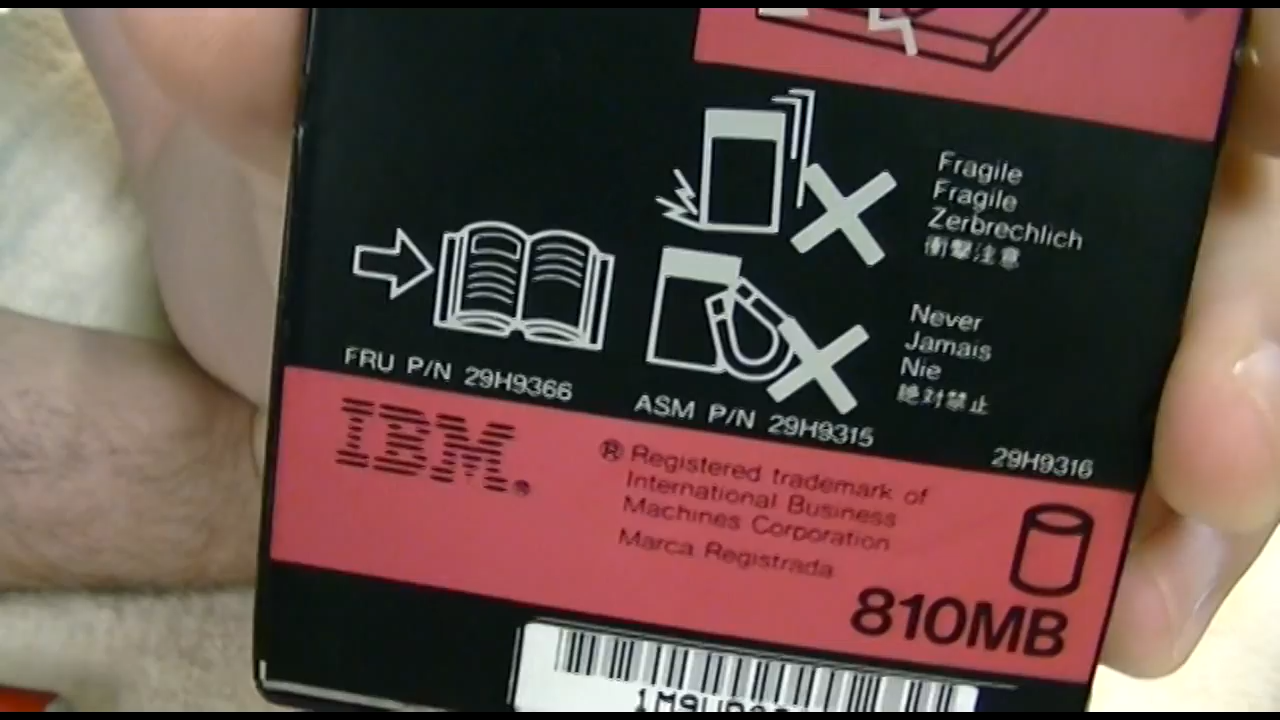 Fragile
Fragile
Zerbrechlich
衝撃注意
Never
Jamais
Nie
絶対禁止
FRU P/N 29H9366
ASM P/N 29H9315
29H9316
IBM®
® Registered trademark of
International Business
Machines Corporation
Marca Registrada
810MB